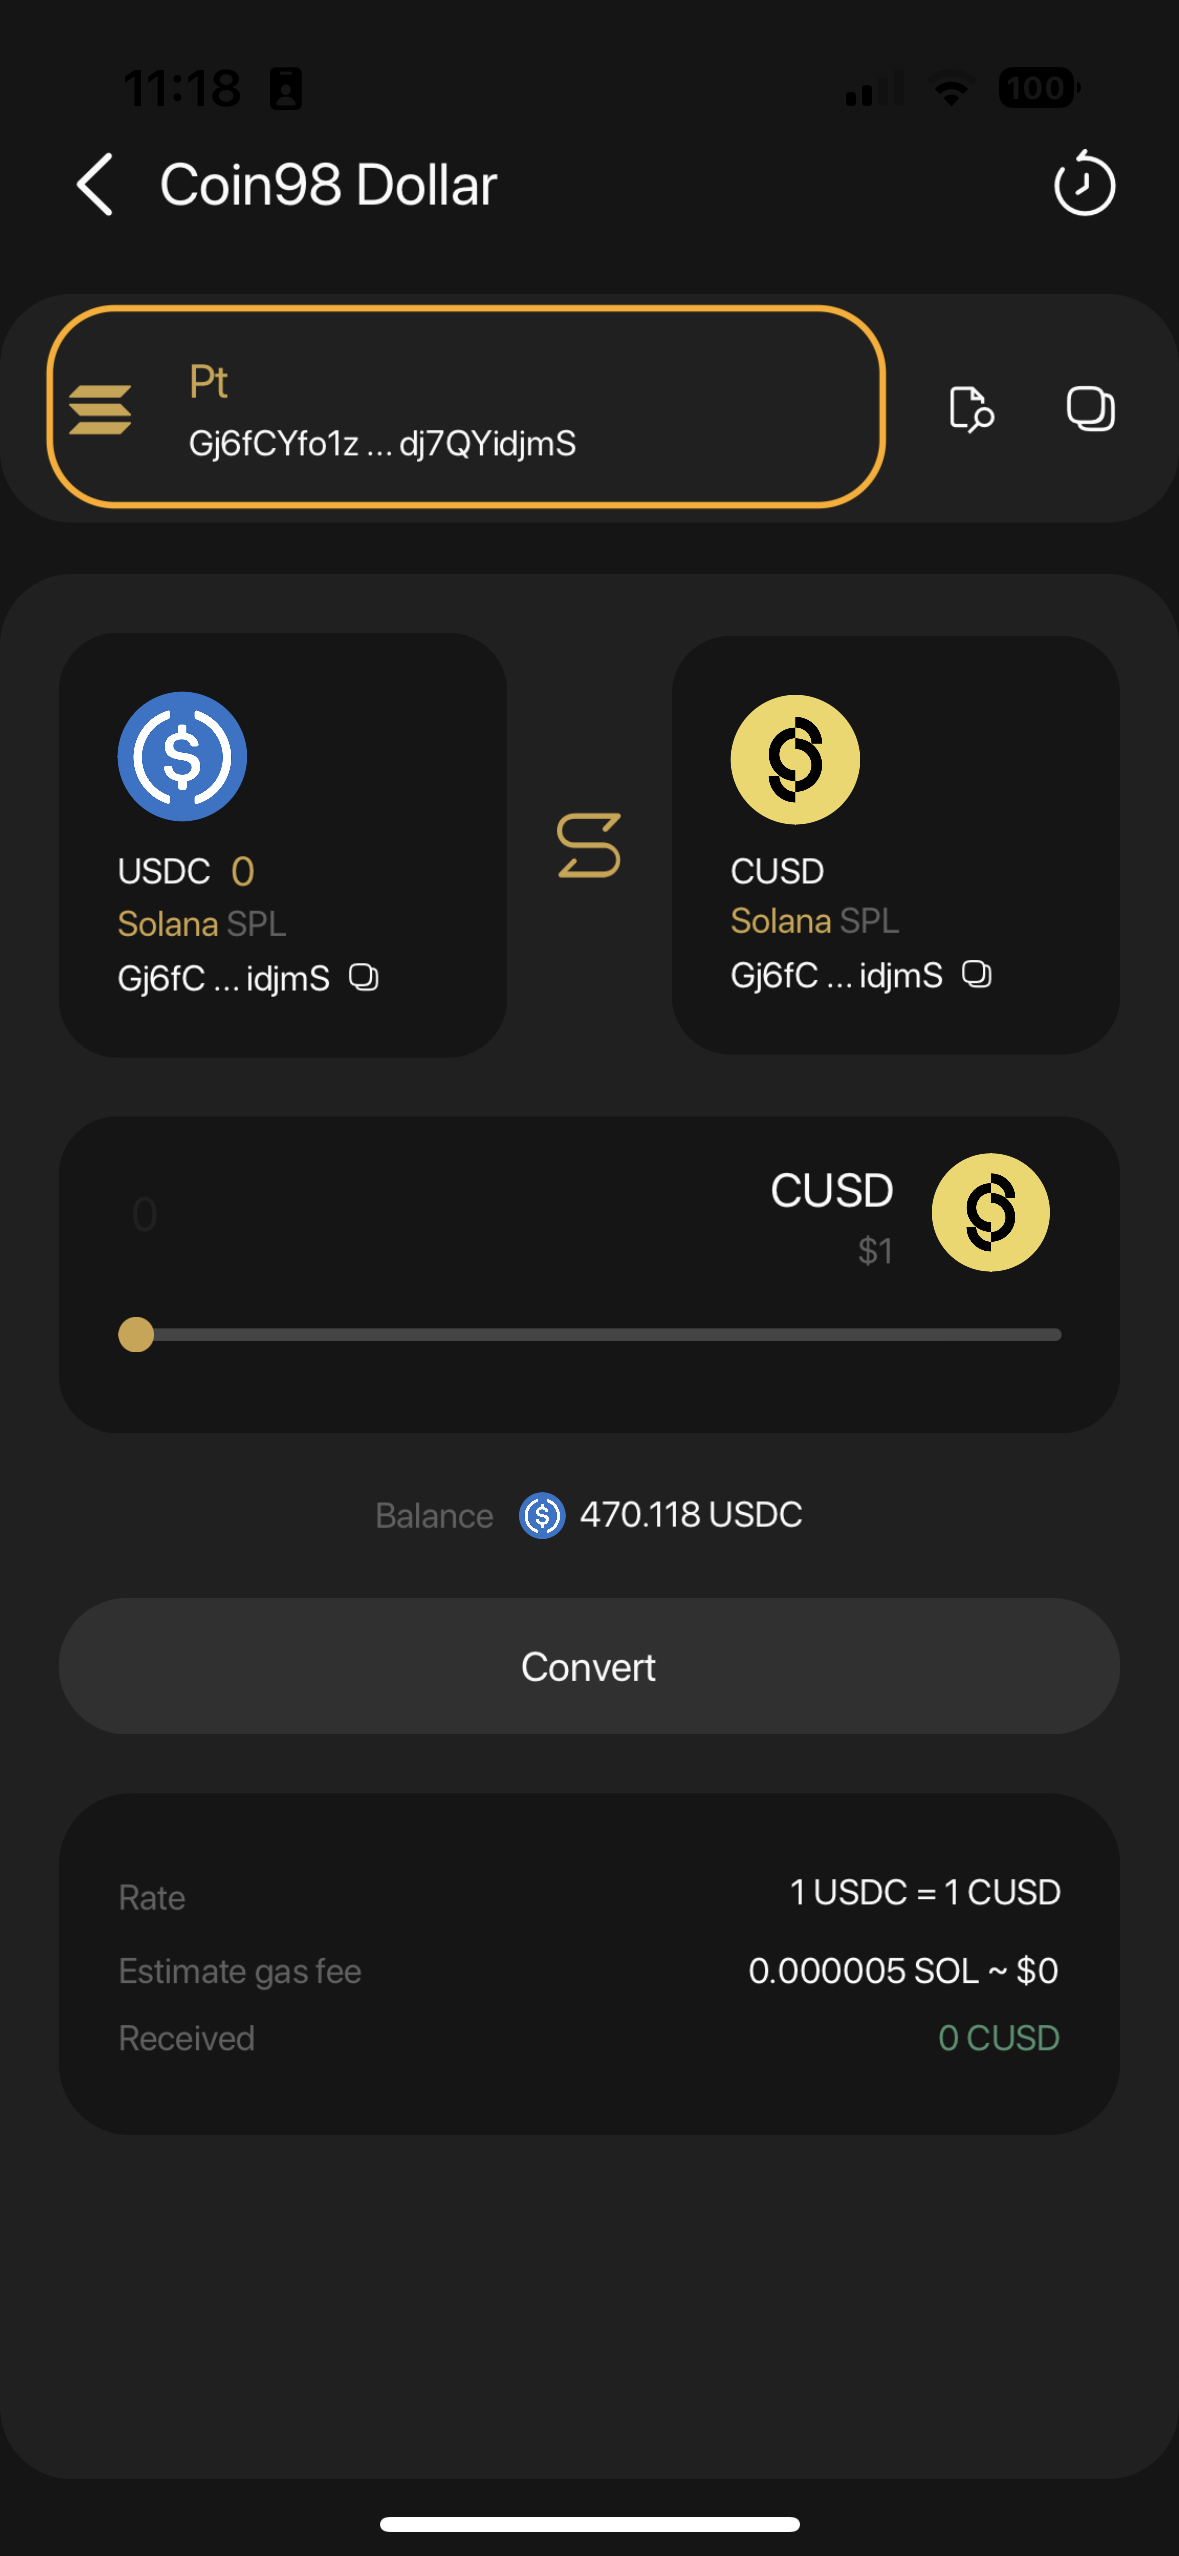 11:18
100
Coin98 Dollar
Pt
Gj6fCYfo1z ... dj7QYidjmS
USDC 0
Solana SPL
Gj6fC ... idjmS
CUSD
Solana SPL
Gj6fC ... idjmS
0
CUSD
$1
Balance 470.118 USDC
Convert
Rate 1 USDC = 1 CUSD
Estimate gas fee 0.000005 SOL ~ $0
Received 0 CUSD